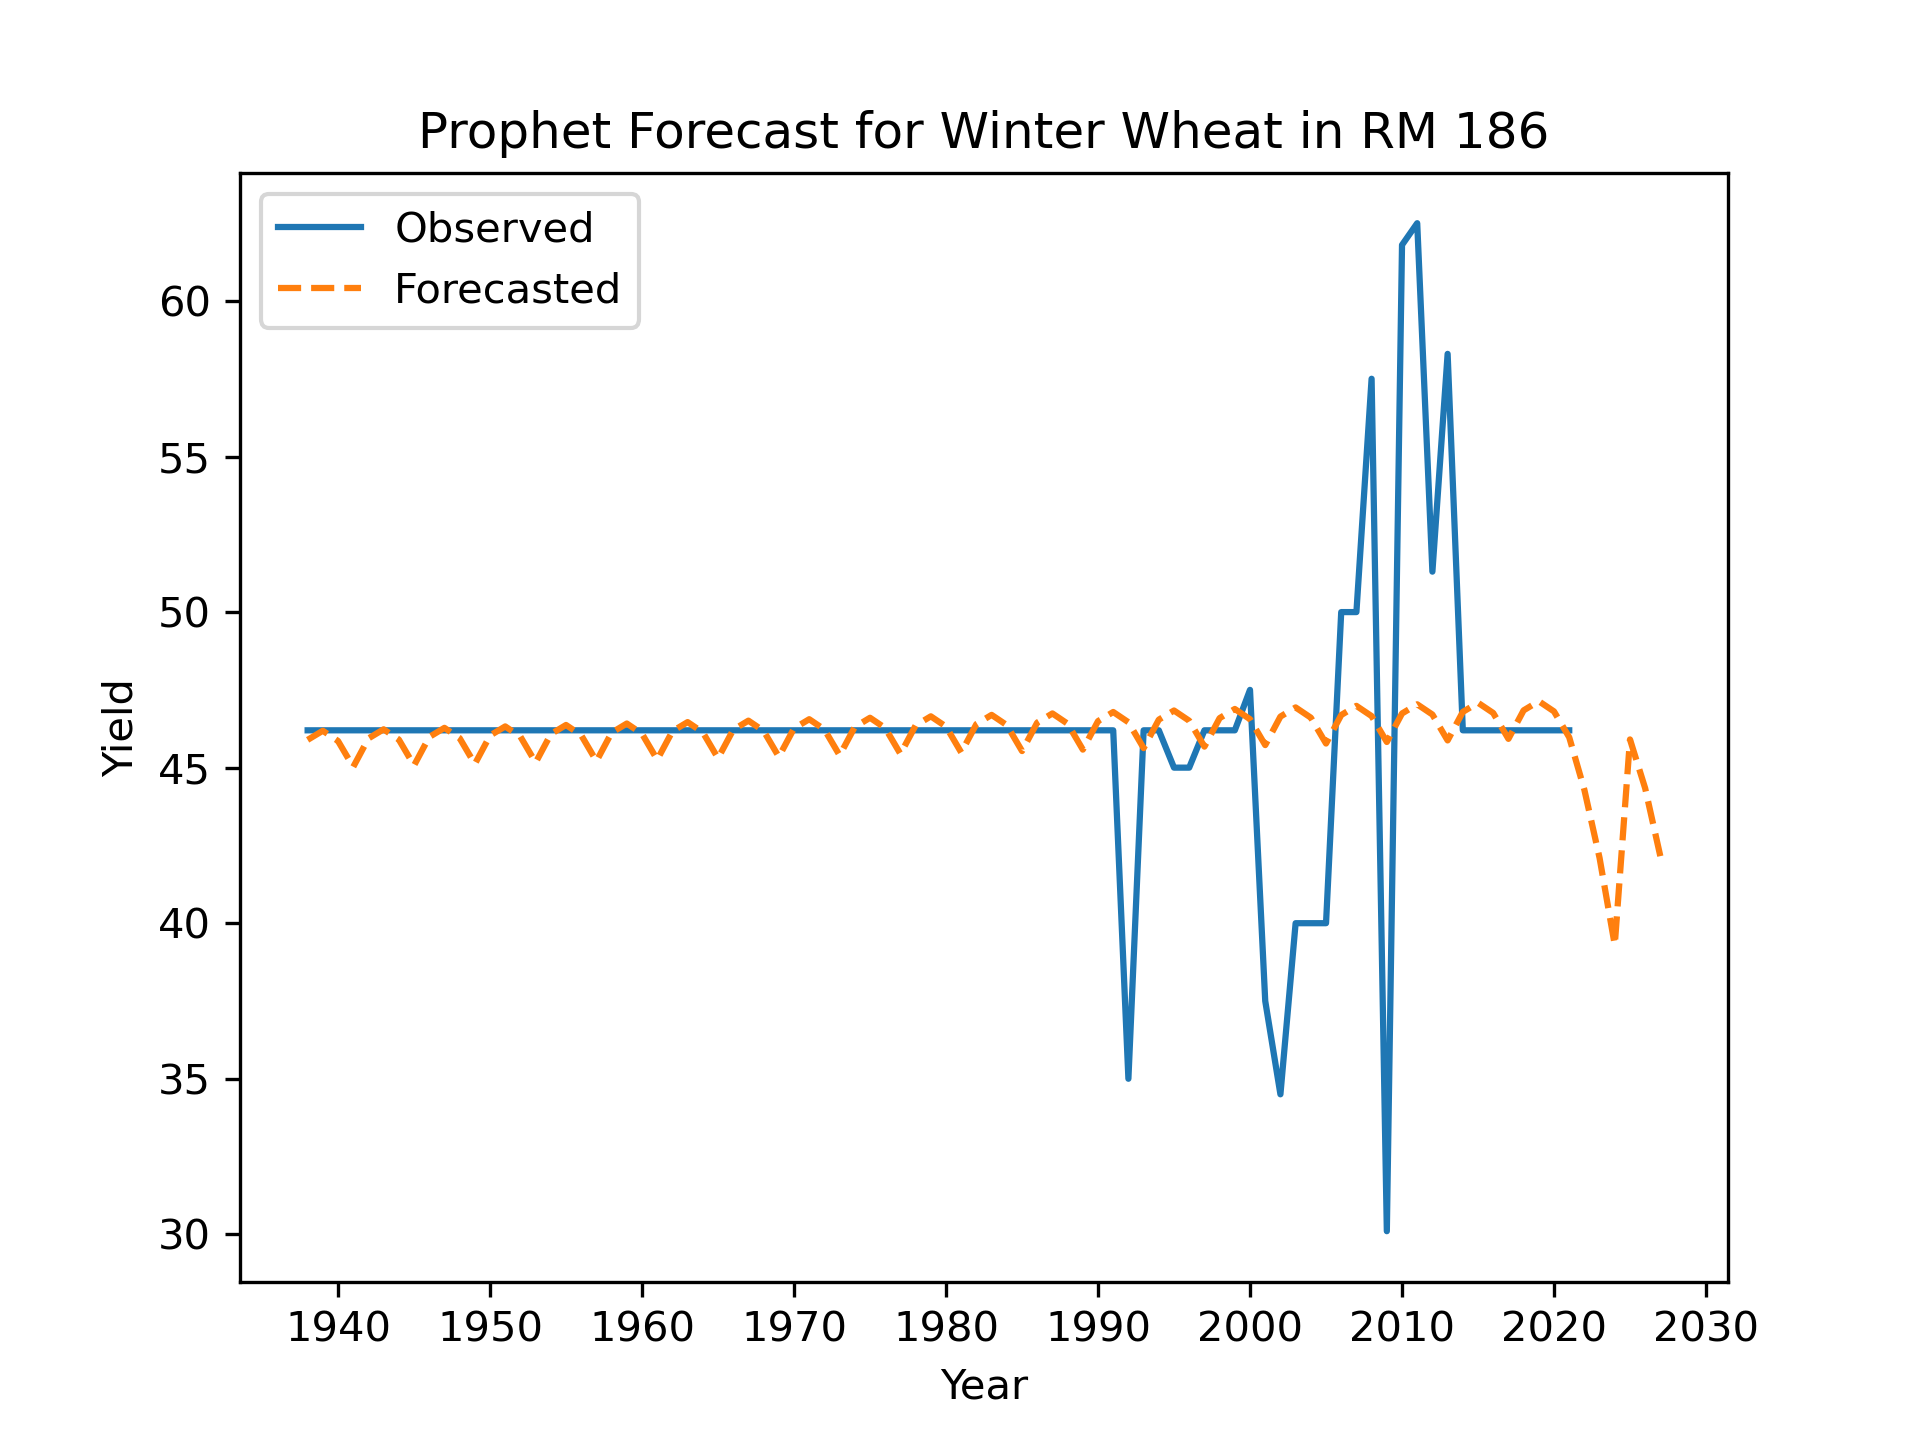 Prophet Forecast for Winter Wheat in RM 186
Observed
Forecasted
60
55
50
45
40
35
30
Yield
1940 1950 1960 1970 1980 1990 2000 2010 2020 2030
Year